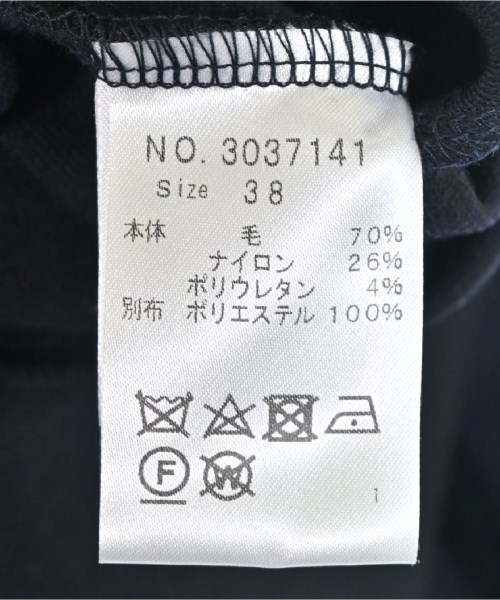 NO. 3037141
Size 38
本体 毛 70%
ナイロン 26%
ポリウレタン 4%
別布 ポリエステル 100%
F W
1